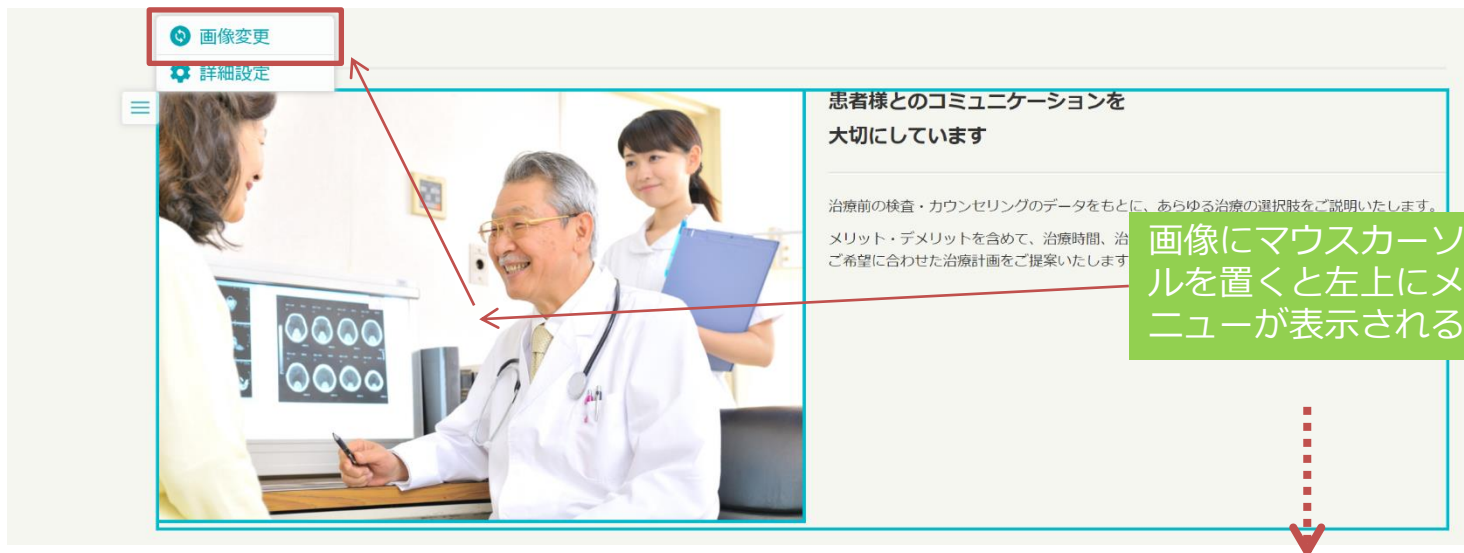 画像変更
詳細設定
患者様とのコミュニケーションを
大切にしています
治療前の検査・カウンセリングのデータをもとに、あらゆる治療の選択肢をご説明いたします。
メリット・デメリットを含めて、治療時間、治
ご希望に合わせた治療計画をご提案いたします
画像にマウスカーソ
ルを置くと左上にメ
ニューが表示される